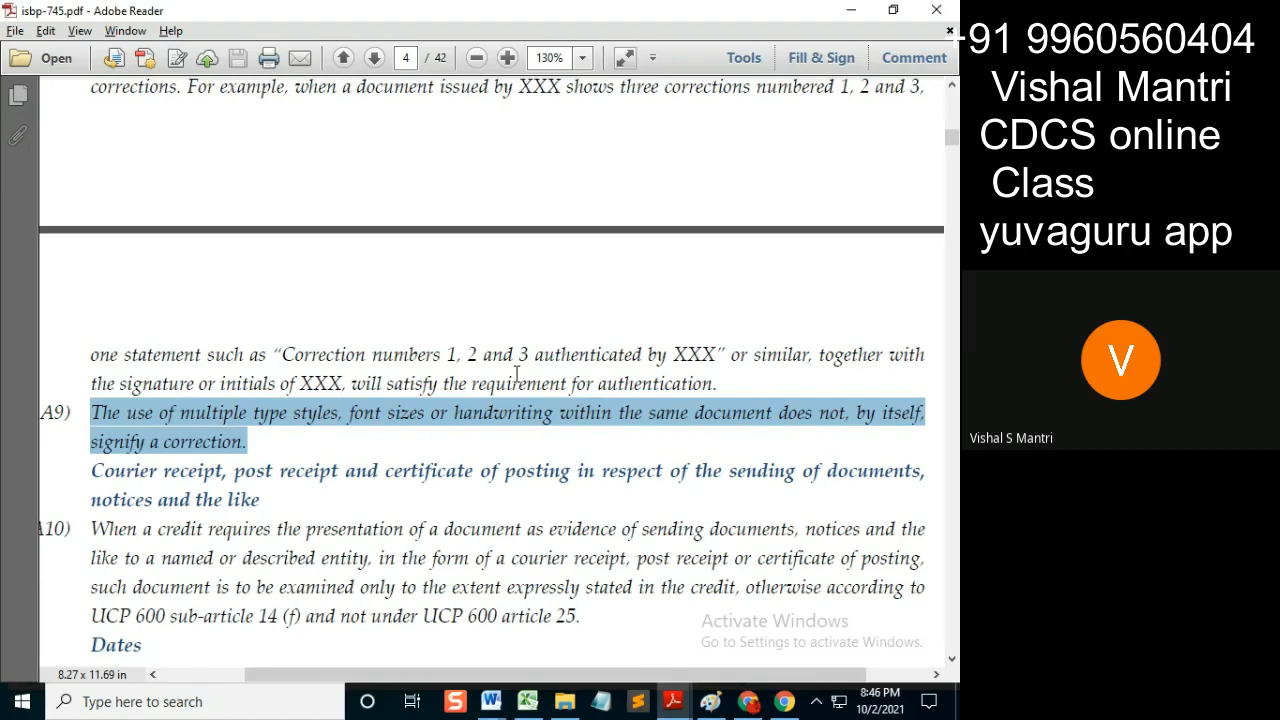 isbp-745.pdf - Adobe Reader
File Edit View Window Help
Open 4 / 42 130% Tools Fill & Sign Comment
corrections. For example, when a document issued by XXX shows three corrections numbered 1, 2 and 3,
one statement such as “Correction numbers 1, 2 and 3 authenticated by XXX” or similar, together with
the signature or initials of XXX, will satisfy the requirement for authentication.
A9) The use of multiple type styles, font sizes or handwriting within the same document does not, by itself,
signify a correction.
Courier receipt, post receipt and certificate of posting in respect of the sending of documents,
notices and the like
A10) When a credit requires the presentation of a document as evidence of sending documents, notices and the
like to a named or described entity, in the form of a courier receipt, post receipt or certificate of posting,
such document is to be examined only to the extent expressly stated in the credit, otherwise according to
UCP 600 sub-article 14 (f) and not under UCP 600 article 25.
Dates
Activate Windows
Go to Settings to activate Windows.
8.27 x 11.69 in
Type here to search
8:46 PM
10/2/2021
+91 9960560404
Vishal Mantri
CDCS online
Class
yuvaguru app
V
Vishal S Mantri